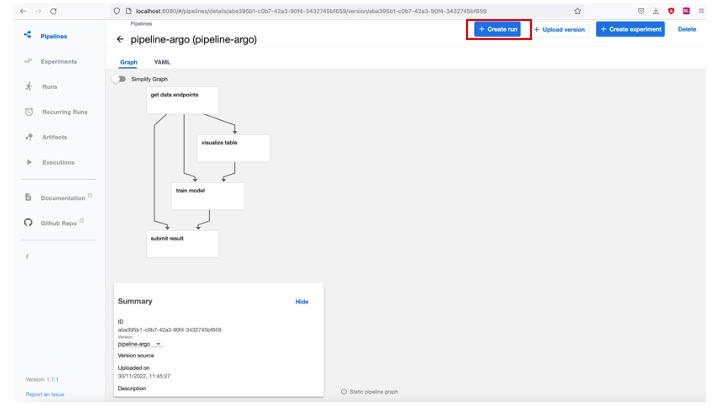 localhost:8080/#/pipelines/details/abe395b1-c0b7-42a3-90f4-3432745bf659/version/abe395b1-c0b7-42a3-90f4-3432745bf659
Pipelines
pipeline-argo (pipeline-argo)
+ Create run
+ Upload version
+ Create experiment
Delete
Pipelines
Experiments
Runs
Recurring Runs
Artifacts
Executions
Documentation
Github Repo
Version: 1.7.1
Report an Issue
Graph
YAML
Simplify Graph
get data endpoints
visualize table
train model
submit result
Summary
Hide
ID
abe395b1-c0b7-42a3-90f4-3432745bf659
Version
pipeline-argo
Version source
Uploaded on
30/11/2022, 11:45:27
Description
Static pipeline graph